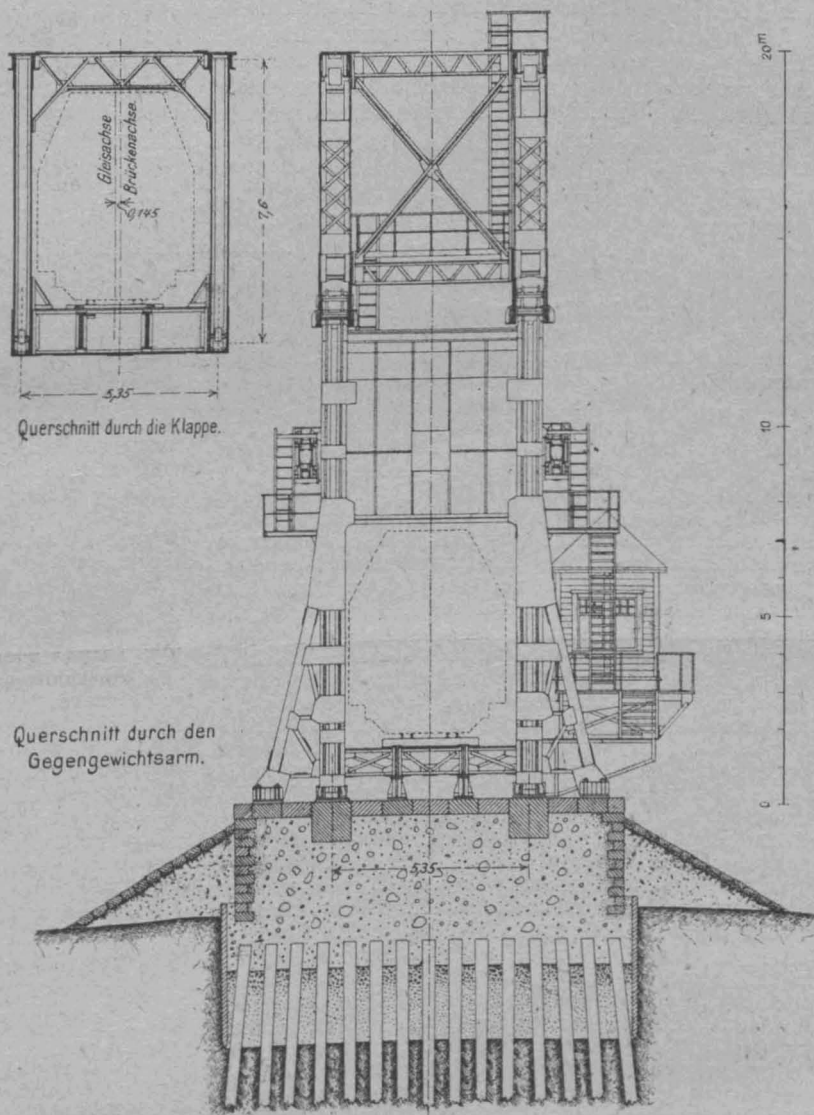 Gleisachse
Brückenachse.
0,145
7,6
5,35
Querschnitt durch die Klappe.
20m
10
5
0
Querschnitt durch den
Gegengewichtsarm.
5,35